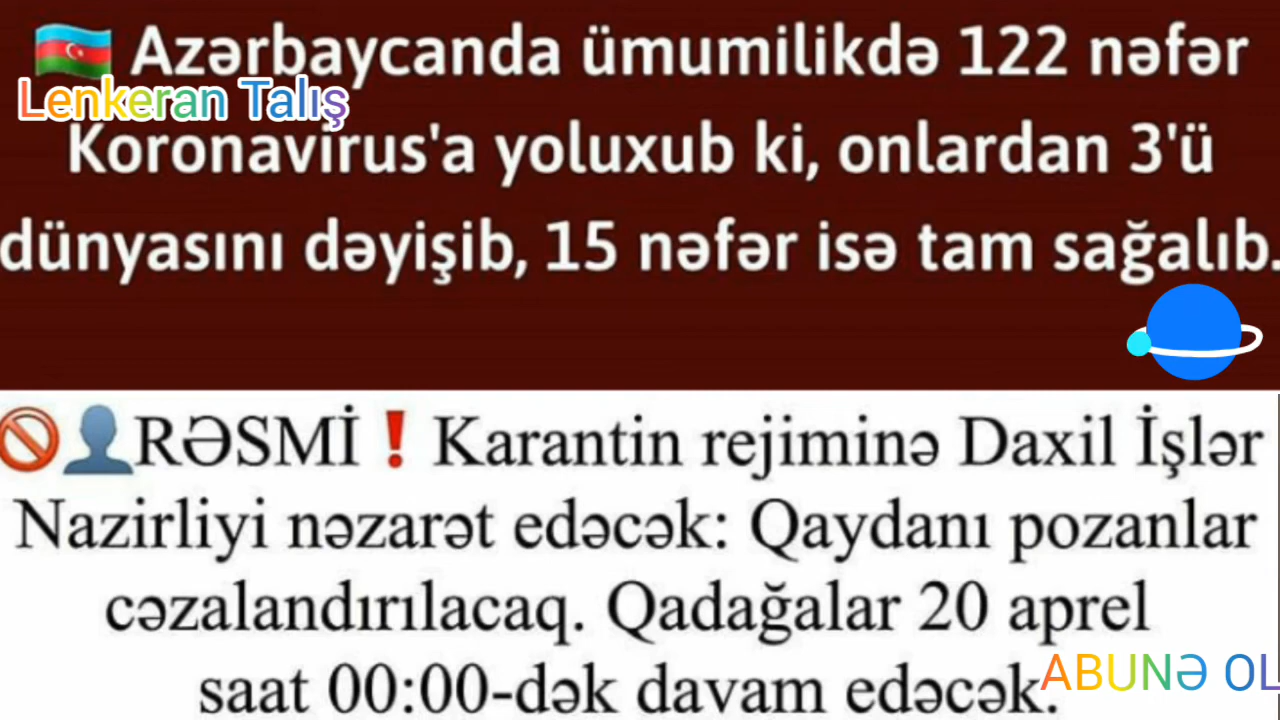 Azərbaycanda ümumilikdə 122 nəfər
Lenkeran Talış
Koronavirus'a yoluxub ki, onlardan 3'ü
dünyasını dəyişib, 15 nəfər isə tam sağalıb.
RƏSMİ❗Karantin rejiminə Daxil İşlər
Nazirliyi nəzarət edəcək: Qaydanı pozanlar
cəzalandırılacaq. Qadağalar 20 aprel
saat 00:00-dək davam edəcək.
ABUNƏ OL